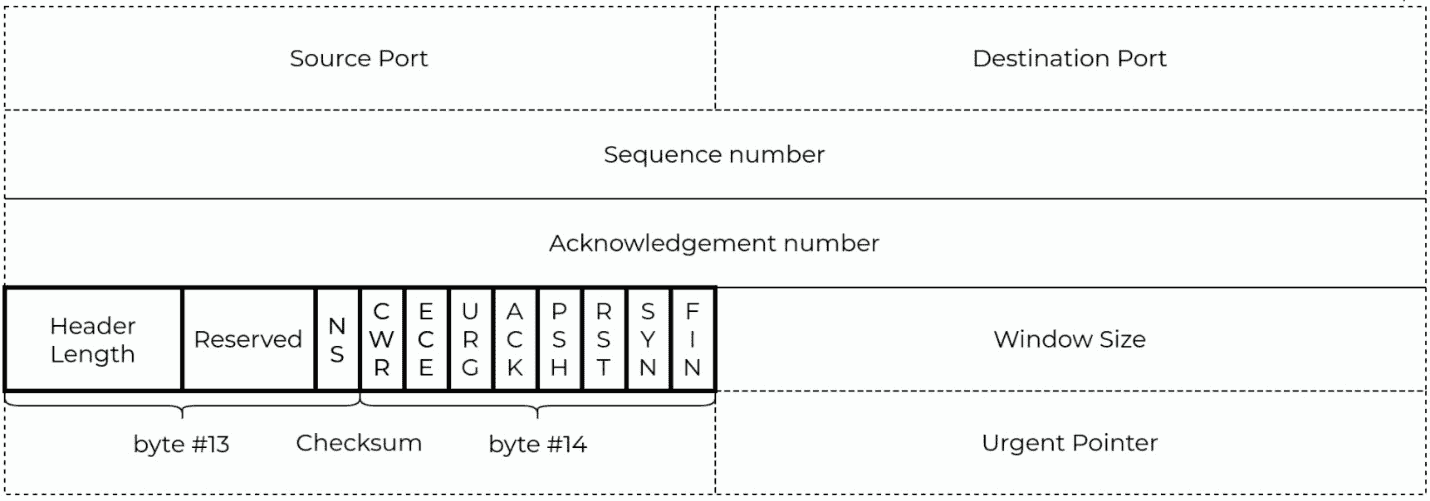 Source Port
Destination Port
Sequence number
Acknowledgement number
Header
Length
Reserved
NS
CWR
ECE
URG
ACK
PSH
RST
SYN
FIN
Window Size
byte #13
Checksum
byte #14
Urgent Pointer